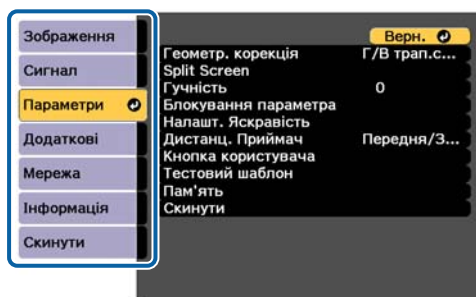 Зображення
Сигнал
Параметри
Додаткові
Мережа
Інформація
Скинути
Верн.
Геометр. корекція Г/В трап.с...
Split Screen
Гучність 0
Блокування параметра
Налашт. Яскравість
Дистанц. Приймач Передня/З...
Кнопка користувача
Тестовий шаблон
Пам'ять
Скинути